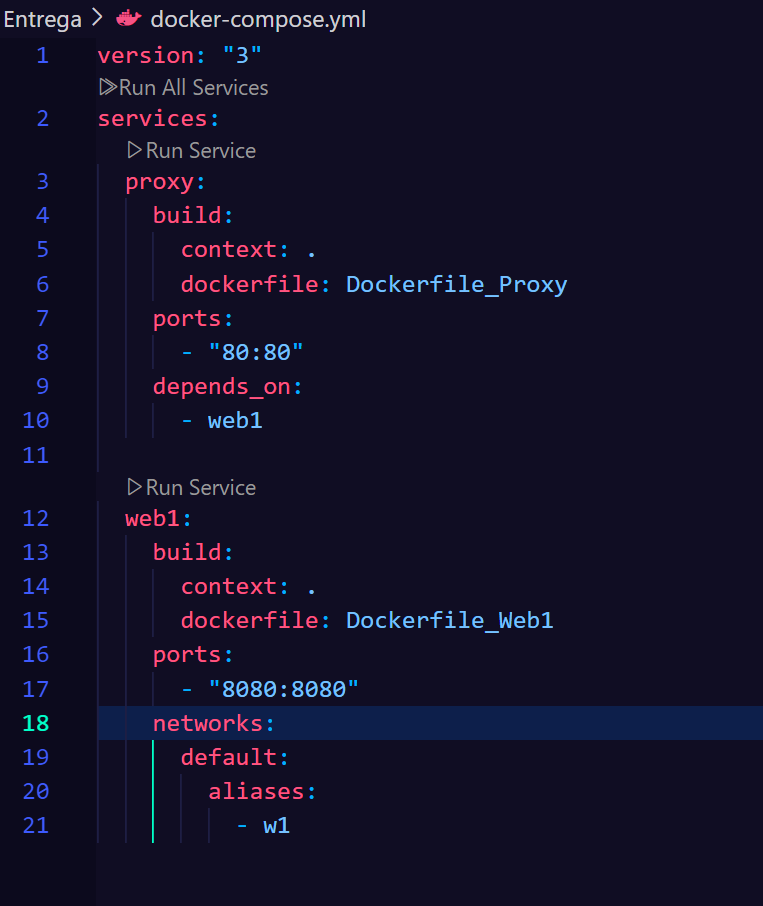 Entrega > docker-compose.yml
1 version: "3"
Run All Services
2 services:
Run Service
3 proxy:
4 build:
5 context: .
6 dockerfile: Dockerfile_Proxy
7 ports:
8 - "80:80"
9 depends_on:
10 - web1
11
Run Service
12 web1:
13 build:
14 context: .
15 dockerfile: Dockerfile_Web1
16 ports:
17 - "8080:8080"
18 networks:
19 default:
20 aliases:
21 - w1